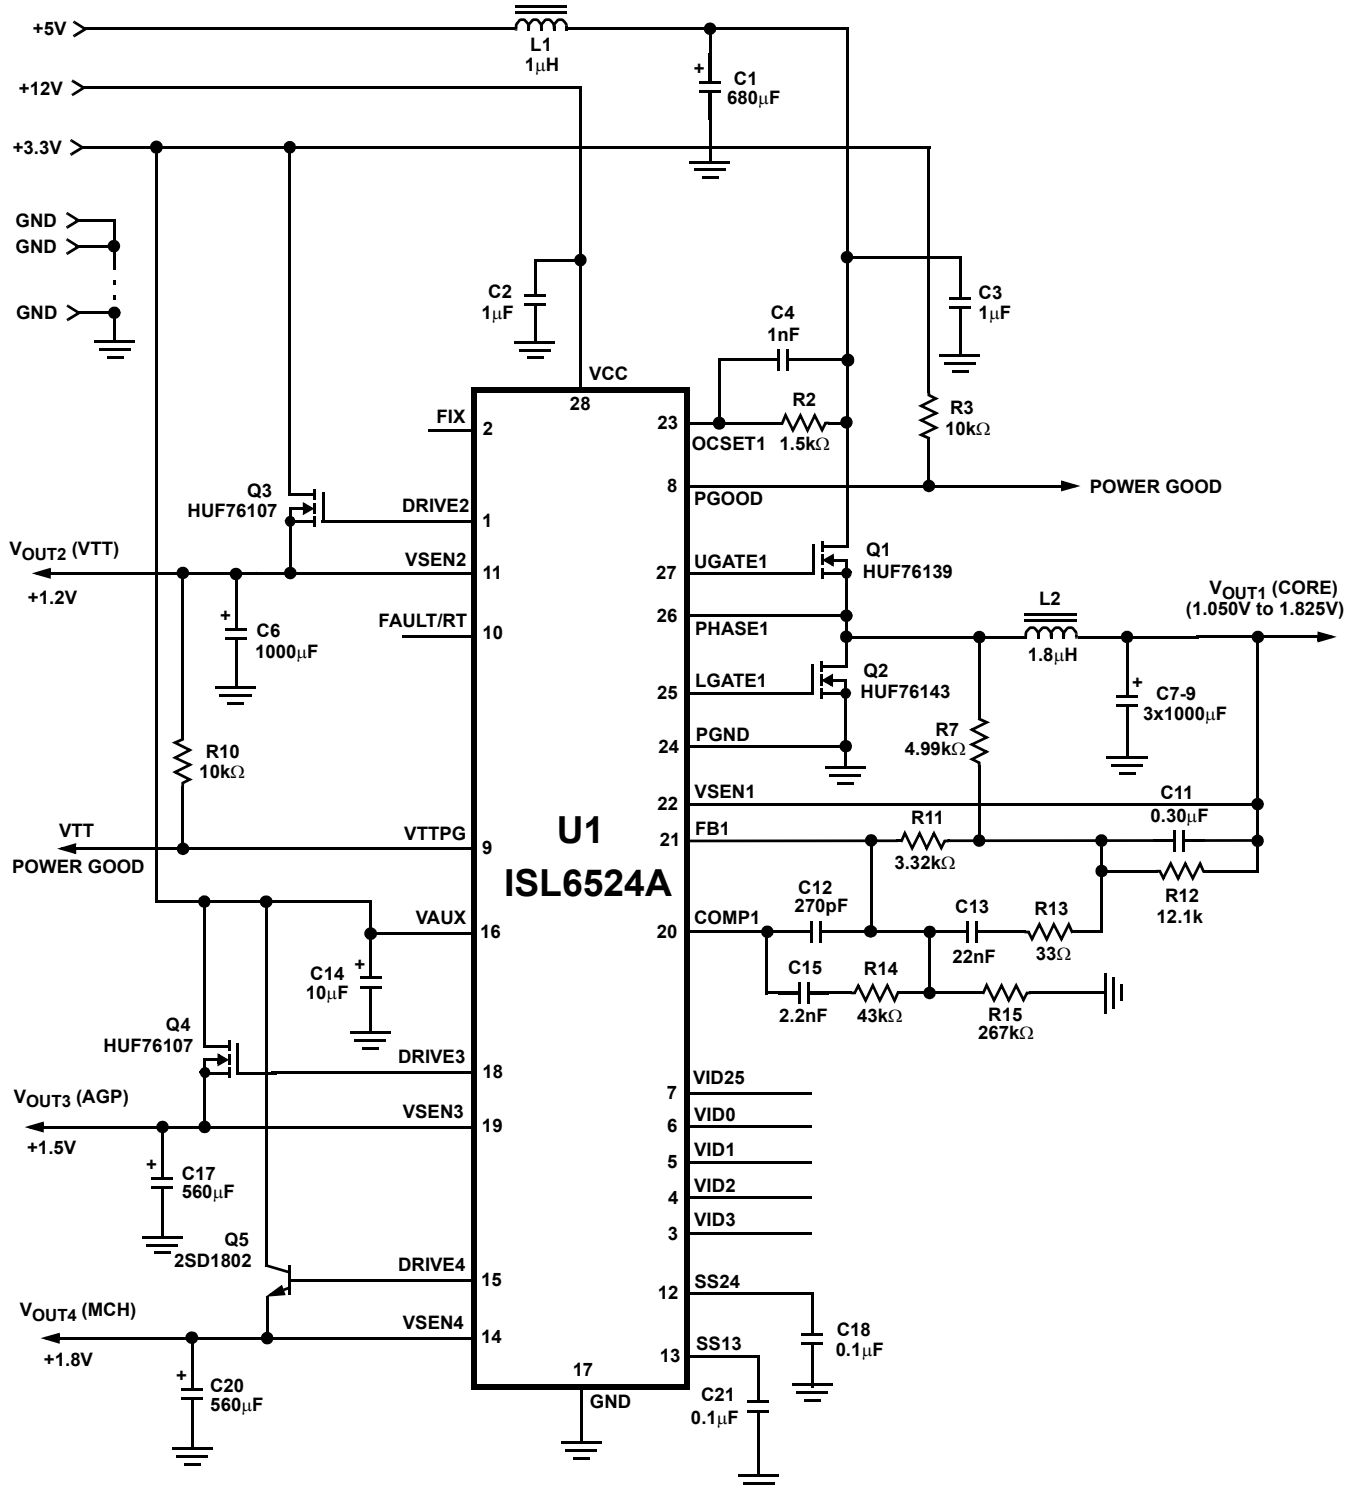 +5V
L1
1μH
+
C1
680μF
+12V
+3.3V
GND
GND
GND
C2
1μF
C3
1μF
C4
1nF
VCC
28
FIX
2
23
OCSET1
R2
1.5kΩ
R3
10kΩ
8
PGOOD
POWER GOOD
Q3
HUF76107
DRIVE2
1
VOUT2 (VTT)
+1.2V
VSEN2
11
27
UGATE1
Q1
HUF76139
+
C6
1000μF
FAULT/RT
10
26
PHASE1
L2
1.8μH
VOUT1 (CORE)
(1.050V to 1.825V)
25
LGATE1
Q2
HUF76143
+
C7-9
3x1000μF
24
PGND
R7
4.99kΩ
R10
10kΩ
22
VSEN1
C11
0.30μF
VTT
POWER GOOD
VTTPG
9
U1
ISL6524A
21
FB1
R11
3.32kΩ
R12
12.1k
VAUX
16
20
COMP1
C12
270pF
C13
22nF
R13
33Ω
+
C14
10μF
C15
2.2nF
R14
43kΩ
R15
267kΩ
Q4
HUF76107
DRIVE3
18
7
VID25
VOUT3 (AGP)
+1.5V
VSEN3
19
6
VID0
5
VID1
4
VID2
3
VID3
+
C17
560μF
Q5
2SD1802
DRIVE4
15
12
SS24
C18
0.1μF
VOUT4 (MCH)
+1.8V
VSEN4
14
13
SS13
C21
0.1μF
+
C20
560μF
17
GND